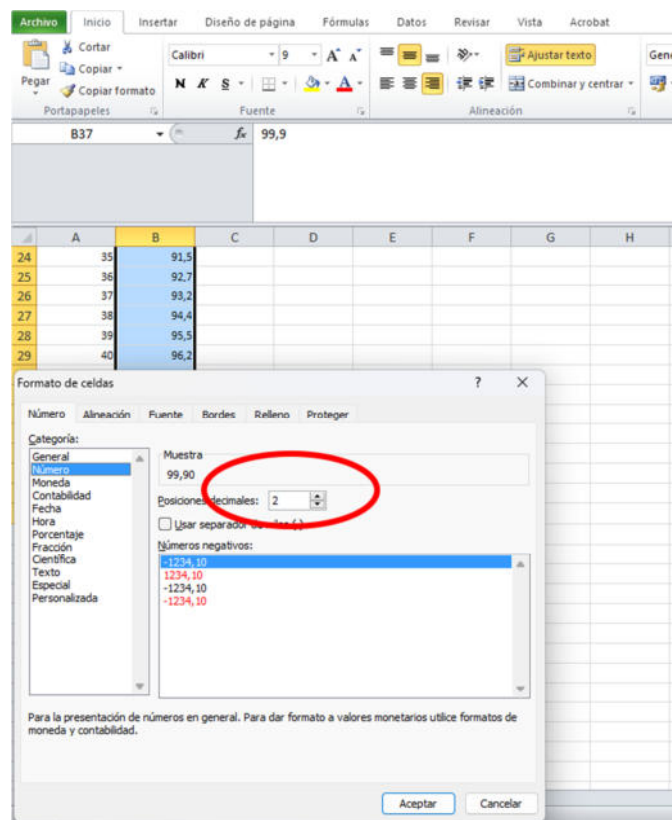 Archivo Inicio Insertar Diseño de página Fórmulas Datos Revisar Vista Acrobat
Cortar
Copiar
Copiar formato
Pegar
Portapapeles
Calibri 9 A A
N K S A
Fuente
Ajustar texto
Combinar y centrar
Alineación
B37 fx 99,9
A B C D E F G H
24 35 91,5
25 36 92,7
26 37 93,2
27 38 94,4
28 39 95,5
29 40 96,2
Formato de celdas ?
Número Alineación Fuente Bordes Relleno Proteger
Categoría:
General
Número
Moneda
Contabilidad
Fecha
Hora
Porcentaje
Fracción
Científica
Texto
Especial
Personalizada
Muestra
99,90
Posiciones decimales: 2
Usar separador
Números negativos:
-1234,10
1234,10
-1234,10
-1234,10
Para la presentación de números en general. Para dar formato a valores monetarios utilice formatos de
moneda y contabilidad.
Aceptar Cancelar